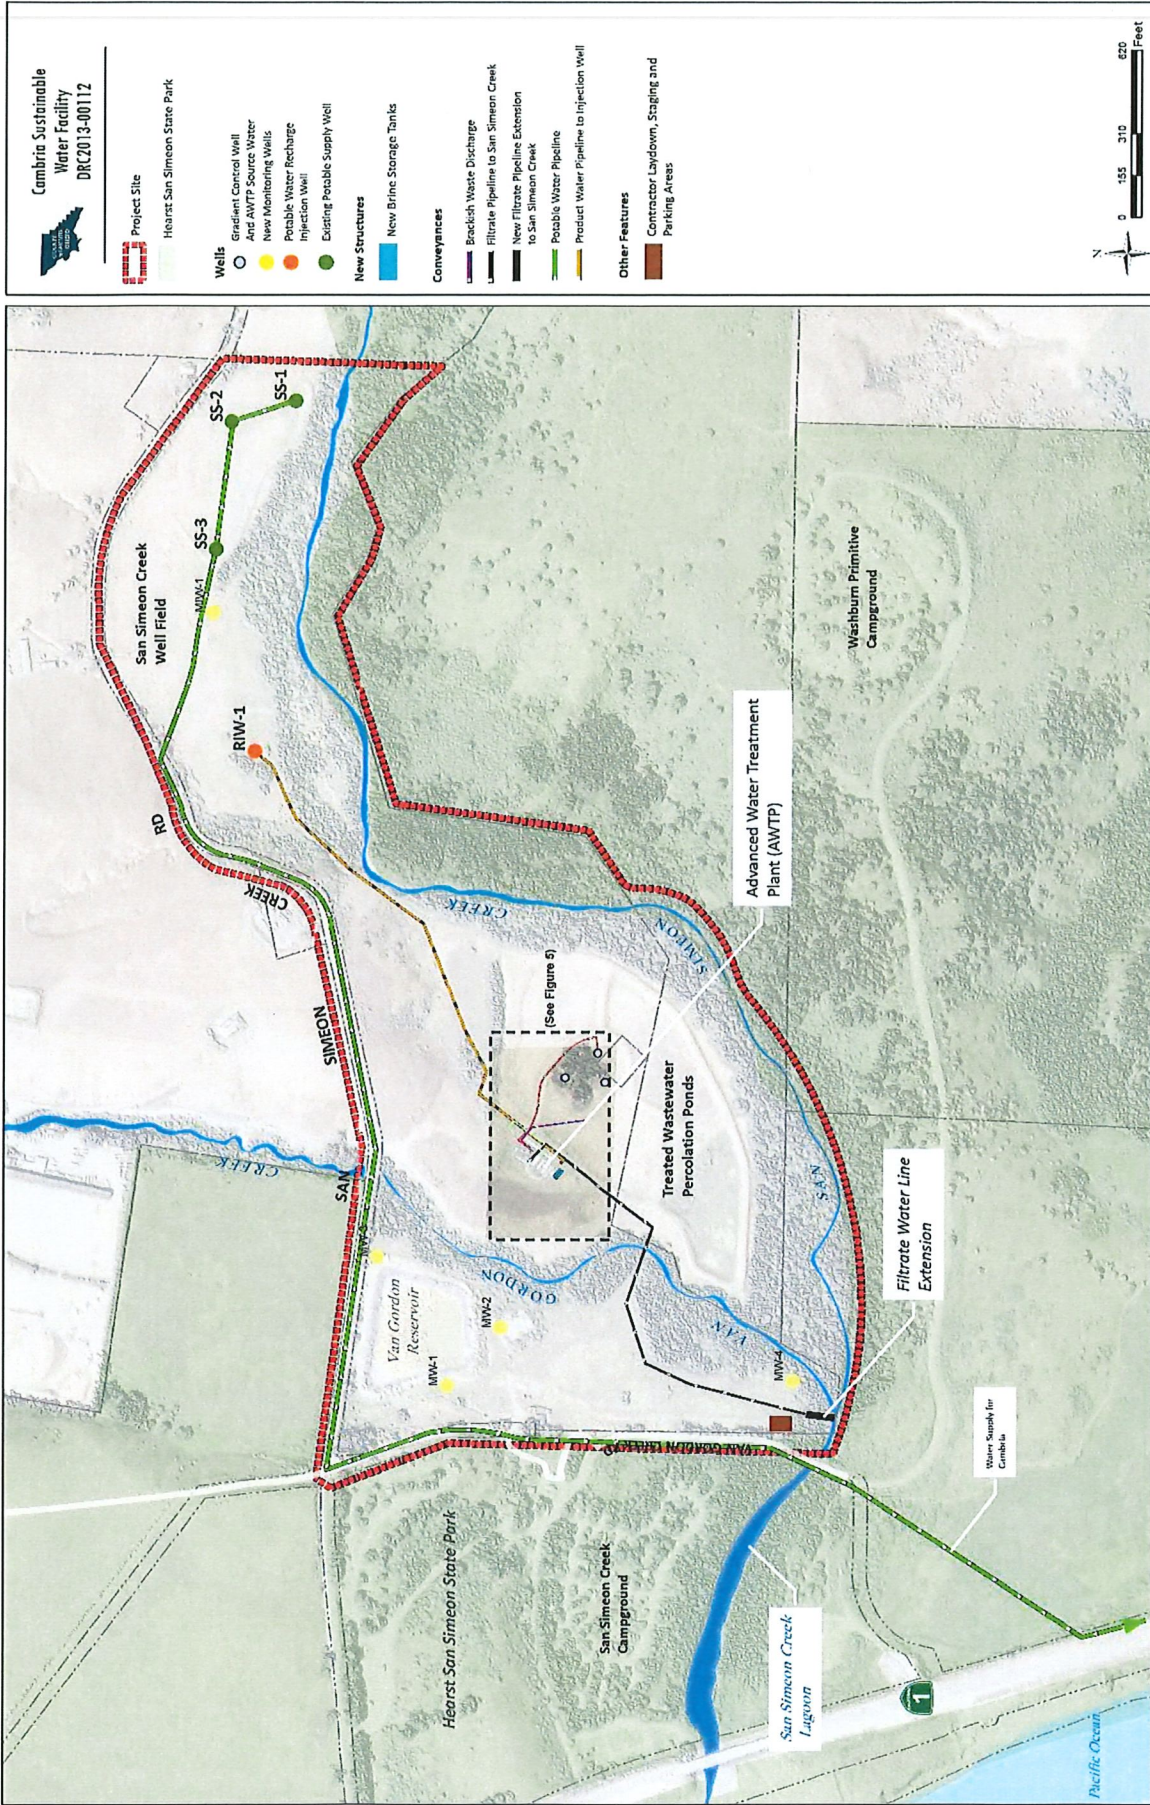 Cambria Sustainable
Water Facility
DRC2013-00112
Project Site
Hearst San Simeon State Park
Wells
Gradient Control Well
And AWTP Source Water
New Monitoring Wells
Potable Water Recharge
Injection Well
Existing Potable Supply Well
New Structures
New Brine Storage Tanks
Conveyances
Brackish Waste Discharge
Filtrate Pipeline to San Simeon Creek
New Filtrate Pipeline Extension
to San Simeon Creek
Potable Water Pipeline
Product Water Pipeline to Injection Well
Other Features
Contractor Laydown, Staging and
Parking Areas
N
0 155 310 620
Feet
SS-1
SS-2
SS-3
MIW-1
San Simeon Creek
Well Field
RIW-1
RD
CREEK
SIMEON
SAN
CREEK
GORDON
VAN
CREEK
SIMEON
SAN
(See Figure 5)
Advanced Water Treatment
Plant (AWTP)
Treated Wastewater
Percolation Ponds
Washburn Primitive
Campground
Van Gordon
Reservoir
MW-2
MW-1
MW-4
VAN GORDON CREEK RD
Filtrate Water Line
Extension
Water Supply for
Cambria
Hearst San Simeon State Park
San Simeon Creek
Campground
San Simeon Creek
Lagoon
1
Pacific Ocean